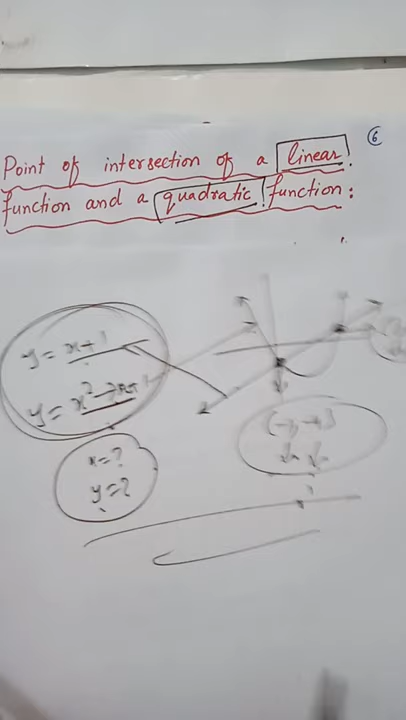 6
Point of intersection of a linear
function and a quadratic function:
y = x + 1
x = ?
y = ?